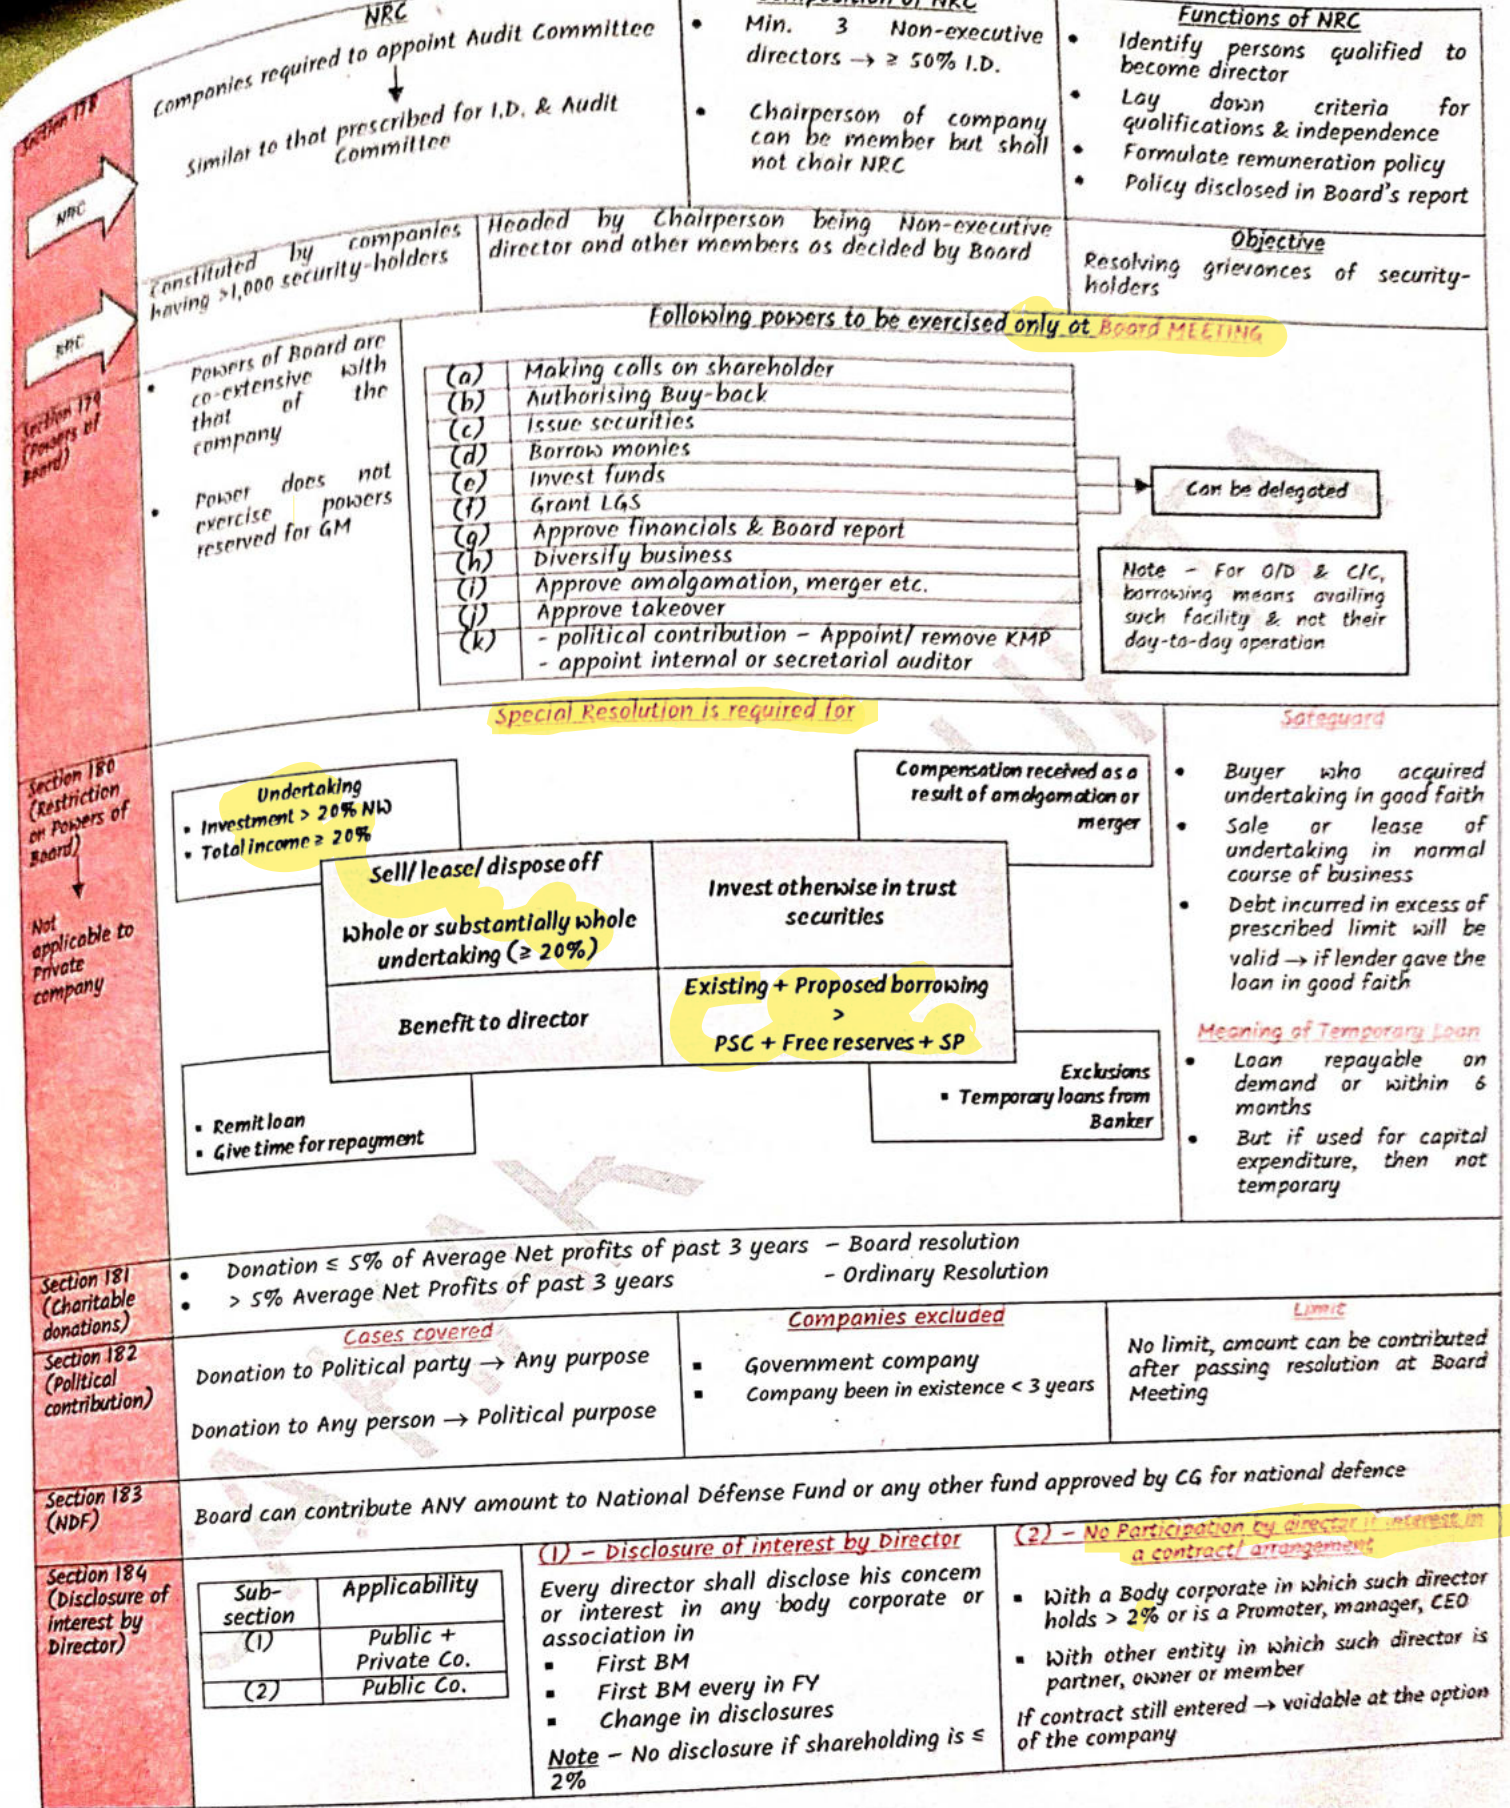 Section 178
NRC
NRC
Companies required to appoint Audit Committee
Similar to that prescribed for I.D. & Audit
Committee
of NRC
• Min. 3 Non-executive
directors → ≥ 50% I.D.
• Chairperson of company
can be member but shall
not chair NRC
Functions of NRC
• Identify persons qualified to
become director
• Lay down criteria for
qualifications & independence
• Formulate remuneration policy
• Policy disclosed in Board's report
SRC
Constituted by companies
having >1,000 security-holders
Headed by Chairperson being Non-executive
director and other members as decided by Board
Objective
Resolving grievances of security-
holders
Section 179
(Powers of
Board)
• Powers of Board are
co-extensive with
that of the
company
• Power does not
exercise powers
reserved for GM
Following powers to be exercised only at Board MEETING
(a) Making calls on shareholder
(b) Authorising Buy-back
(c) Issue securities
(d) Borrow monies
(e) Invest funds
(f) Grant LGS
(g) Approve financials & Board report
(h) Diversify business
(i) Approve amalgamation, merger etc.
(j) Approve takeover
(k) - political contribution – Appoint/ remove KMP
- appoint internal or secretarial auditor
Can be delegated
Note – For O/D & C/C,
borrowing means availing
such facility & not their
day-to-day operation
Section 180
(Restriction
on Powers of
Board)
Not
applicable to
Private
company
Special Resolution is required for
Undertaking
▪ Investment > 20% NW
▪ Total income ≥ 20%
Compensation received as a
result of amalgamation or
merger
Sell/ lease/ dispose off
Whole or substantially whole
undertaking (≥ 20%)
Invest otherwise in trust
securities
Benefit to director
Existing + Proposed borrowing
>
PSC + Free reserves + SP
▪ Remit loan
▪ Give time for repayment
Exclusions
▪ Temporary loans from
Banker
Safeguard
• Buyer who acquired
undertaking in good faith
• Sale or lease of
undertaking in normal
course of business
• Debt incurred in excess of
prescribed limit will be
valid → if lender gave the
loan in good faith
Meaning of Temporary Loan
• Loan repayable on
demand or within 6
months
• But if used for capital
expenditure, then not
temporary
Section 181
(Charitable
donations)
• Donation ≤ 5% of Average Net profits of past 3 years – Board resolution
• > 5% Average Net Profits of past 3 years - Ordinary Resolution
Section 182
(Political
contribution)
Cases covered
Donation to Political party → Any purpose
Donation to Any person → Political purpose
Companies excluded
▪ Government company
▪ Company been in existence < 3 years
Limit
No limit, amount can be contributed
after passing resolution at Board
Meeting
Section 183
(NDF)
Board can contribute ANY amount to National Défense Fund or any other fund approved by CG for national defence
Section 184
(Disclosure of
interest by
Director)
Sub-
section
Applicability
(1) Public +
Private Co.
(2) Public Co.
(1) – Disclosure of interest by Director
Every director shall disclose his concern
or interest in any body corporate or
association in
▪ First BM
▪ First BM every in FY
▪ Change in disclosures
Note – No disclosure if shareholding is ≤
2%
(2) – No Participation by director if interest in
a contract/ arrangement
▪ With a Body corporate in which such director
holds > 2% or is a Promoter, manager, CEO
▪ With other entity in which such director is
partner, owner or member
If contract still entered → voidable at the option
of the company